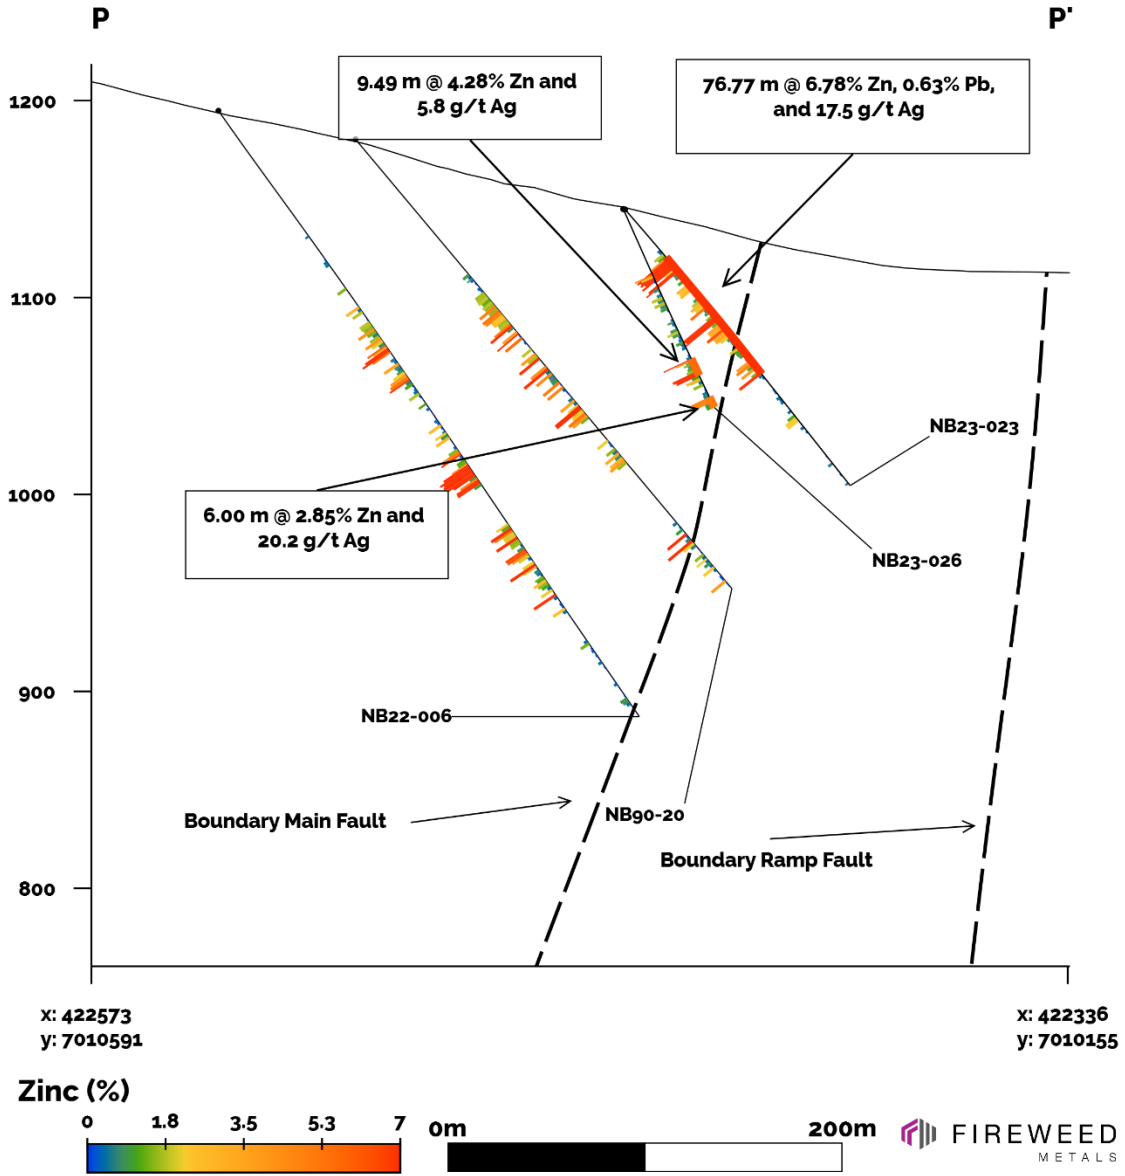 P
P'
9.49 m @ 4.28% Zn and
5.8 g/t Ag
76.77 m @ 6.78% Zn, 0.63% Pb,
and 17.5 g/t Ag
1200
1100
1000
900
800
NB23-023
NB23-026
6.00 m @ 2.85% Zn and
20.2 g/t Ag
NB22-006
NB90-20
Boundary Main Fault
Boundary Ramp Fault
x: 422573
y: 7010591
x: 422336
y: 7010155
Zinc (%)
0 1.8 3.5 5.3 7
0m 200m
FIREWEED
METALS